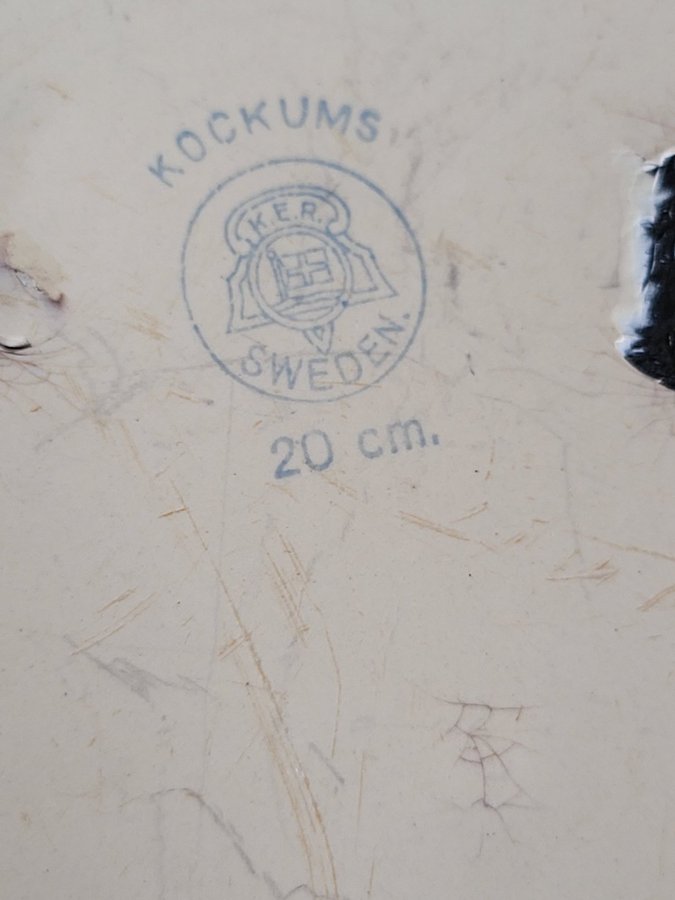 KOCKUMS
K.E.R.
SWEDEN.
20 cm.